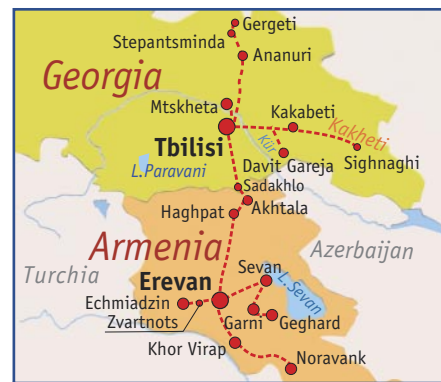 Gergeti
Stepantsminda
Ananuri
Georgia
Mtskheta
Kakabeti
Kakheti
Tbilisi
Kür
L.Paravani
Davit Gareja
Sighnaghi
Sadakhlo
Haghpat
Akhtala
Armenia
Azerbaijan
Turchia
Sevan
Erevan
L. Sevan
Echmiadzin
Zvartnots
Garni
Geghard
Khor Virap
Noravank